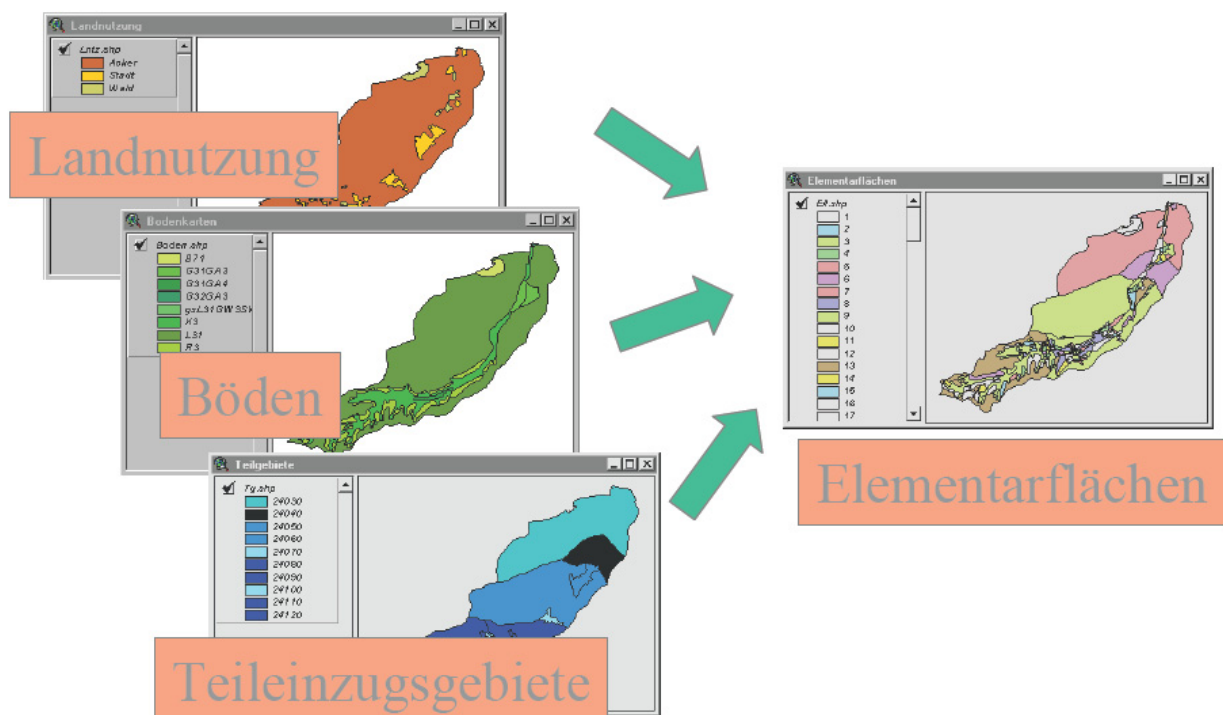 Landnutzung
Lntz.shp
Acker
Stadt
Wald
Landnutzung
Bodenkarten
Boden.shp
B71
G31GA3
G31GA4
G32GA3
K3
L31
R3
Böden
Teilgebiete
Tg.shp
24030
24040
24050
24060
24070
24080
24090
24100
24110
24120
Teileinzugsgebiete
Elementarflächen
Efl.shp
1
2
3
4
5
6
7
8
9
10
11
12
13
14
15
16
17
Elementarflächen